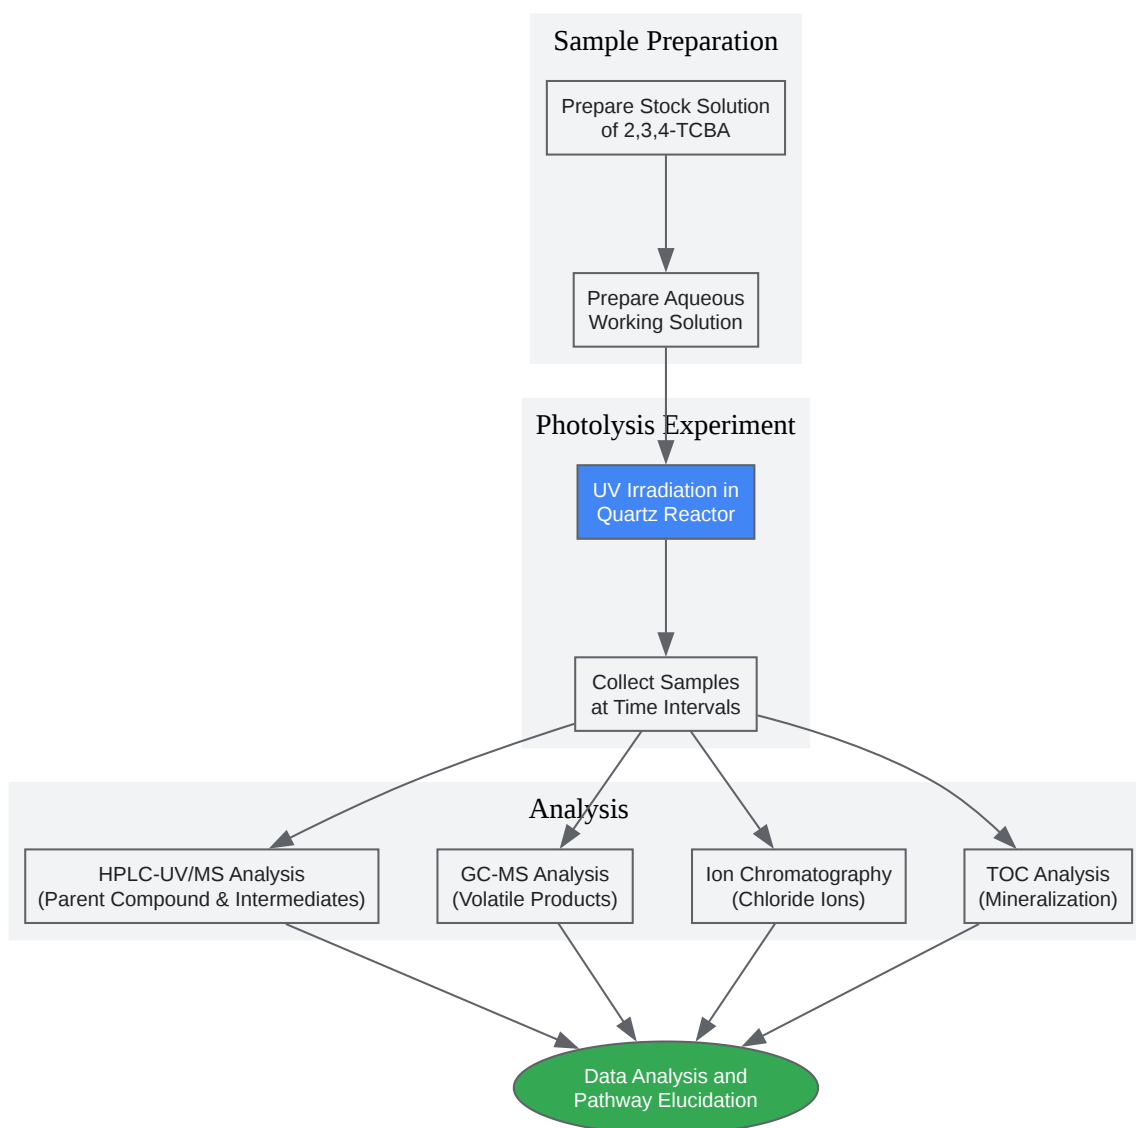 Sample Preparation
Prepare Stock Solution
of 2,3,4-TCBA
Prepare Aqueous
Working Solution
Photolysis Experiment
UV Irradiation in
Quartz Reactor
Collect Samples
at Time Intervals
Analysis
HPLC-UV/MS Analysis
(Parent Compound & Intermediates)
GC-MS Analysis
(Volatile Products)
Ion Chromatography
(Chloride Ions)
TOC Analysis
(Mineralization)
Data Analysis and
Pathway Elucidation